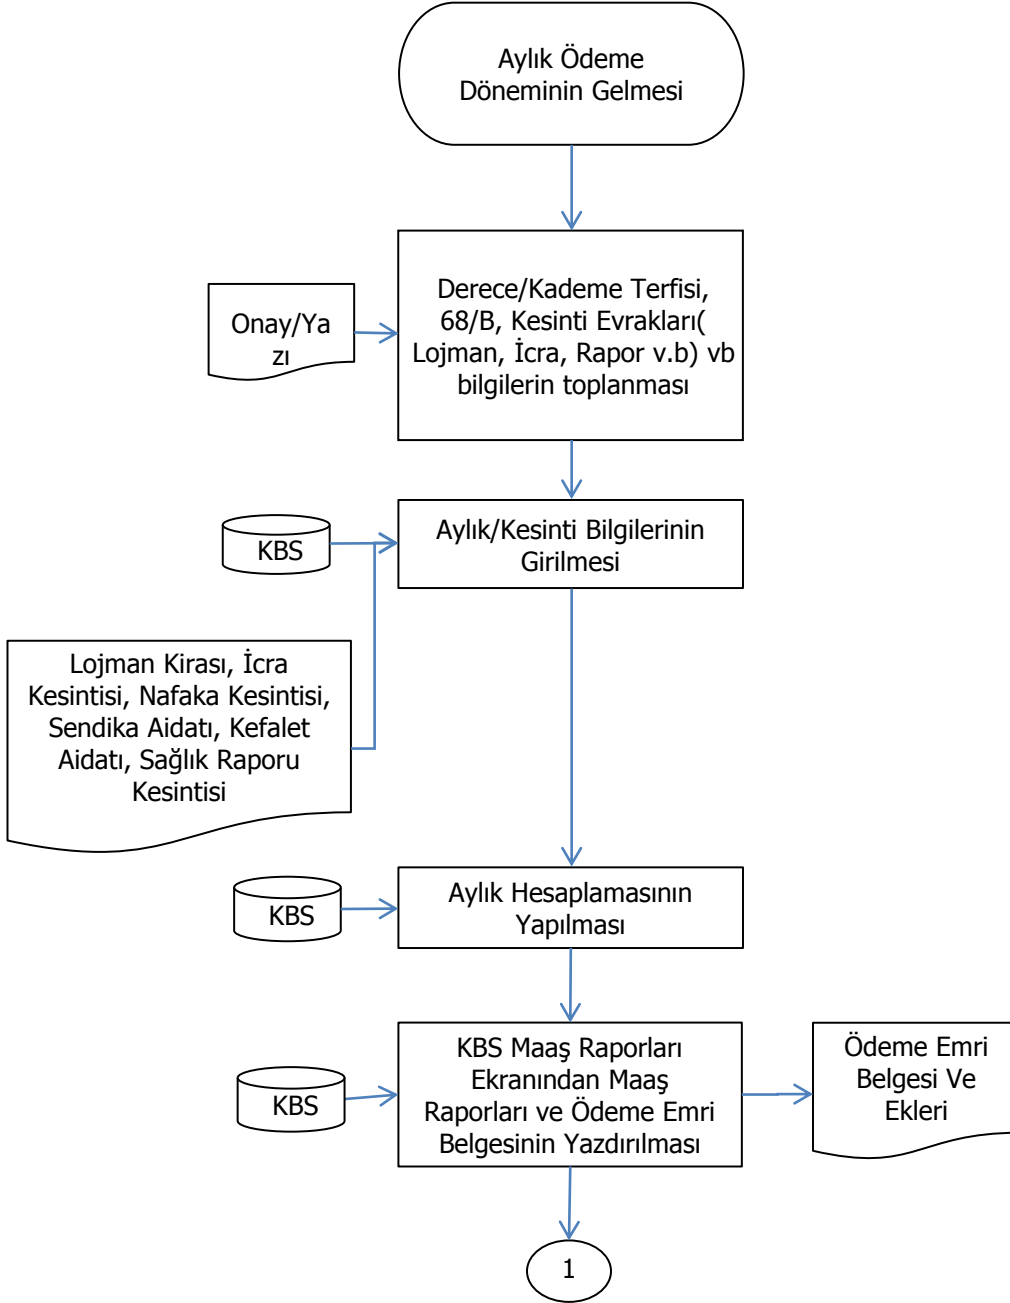 Aylık Ödeme
Döneminin Gelmesi
Onay/Ya
zı
Derece/Kademe Terfisi,
68/B, Kesinti Evrakları(
Lojman, İcra, Rapor v.b) vb
bilgilerin toplanması
KBS
Aylık/Kesinti Bilgilerinin
Girilmesi
Lojman Kirası, İcra
Kesintisi, Nafaka Kesintisi,
Sendika Aidatı, Kefalet
Aidatı, Sağlık Raporu
Kesintisi
KBS
Aylık Hesaplamasının
Yapılması
KBS
KBS Maaş Raporları
Ekranından Maaş
Raporları ve Ödeme Emri
Belgesinin Yazdırılması
Ödeme Emri
Belgesi Ve
Ekleri
1